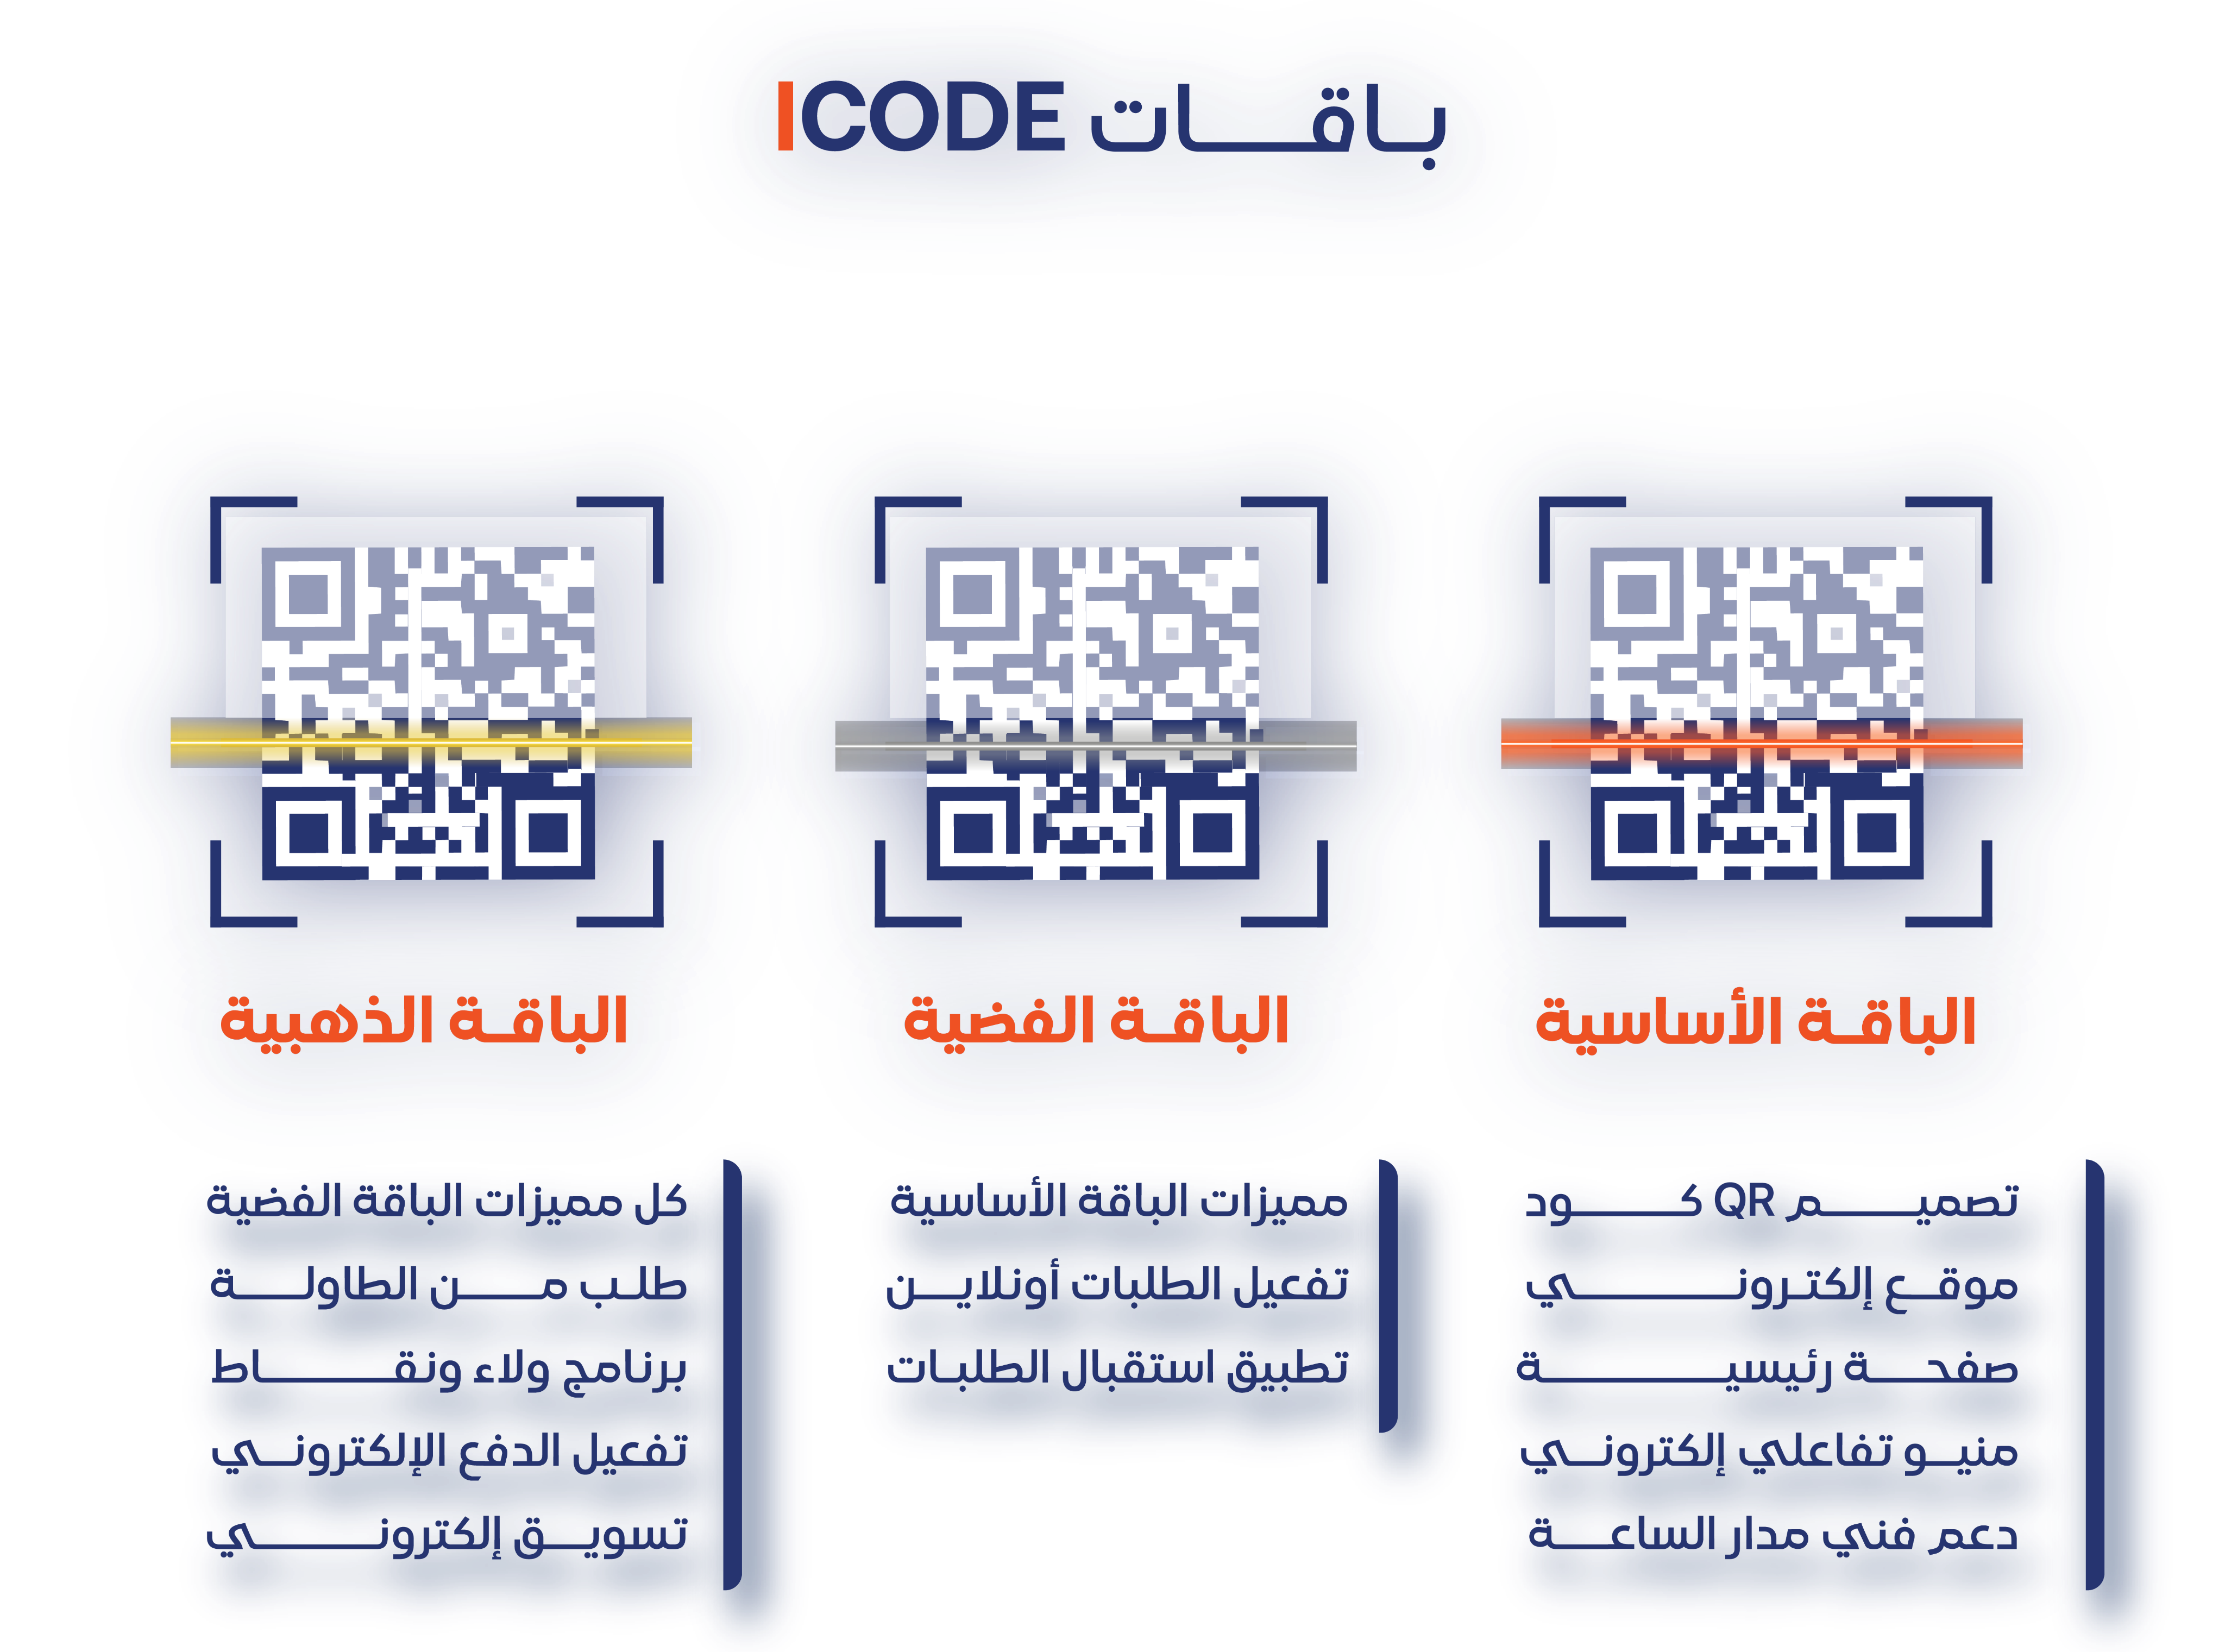 باقات ICODE
الباقة الأساسية
تصميم QR كود
موقع إلكتروني
صفحة رئيسية
منيو تفاعلي إلكتروني
دعم فني مدار الساعة
الباقة الفضية
مميزات الباقة الأساسية
تفعيل الطلبات أونلاين
تطبيق استقبال الطلبات
الباقة الذهبية
كل مميزات الباقة الفضية
طلب من الطاولة
برنامج ولاء ونقاط
تفعيل الدفع الإلكتروني
تسويق إلكتروني